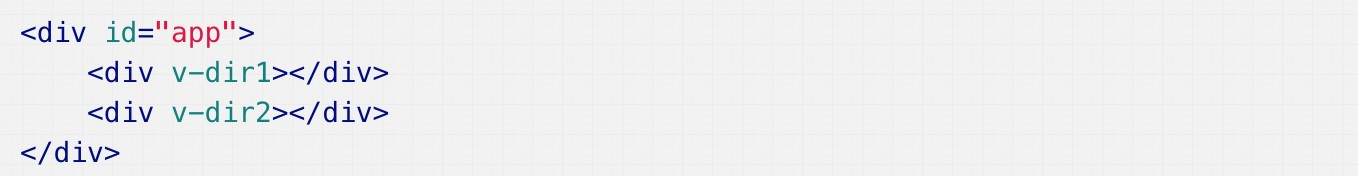 <div id="app">
    <div v-dir1></div>
    <div v-dir2></div>
</div>